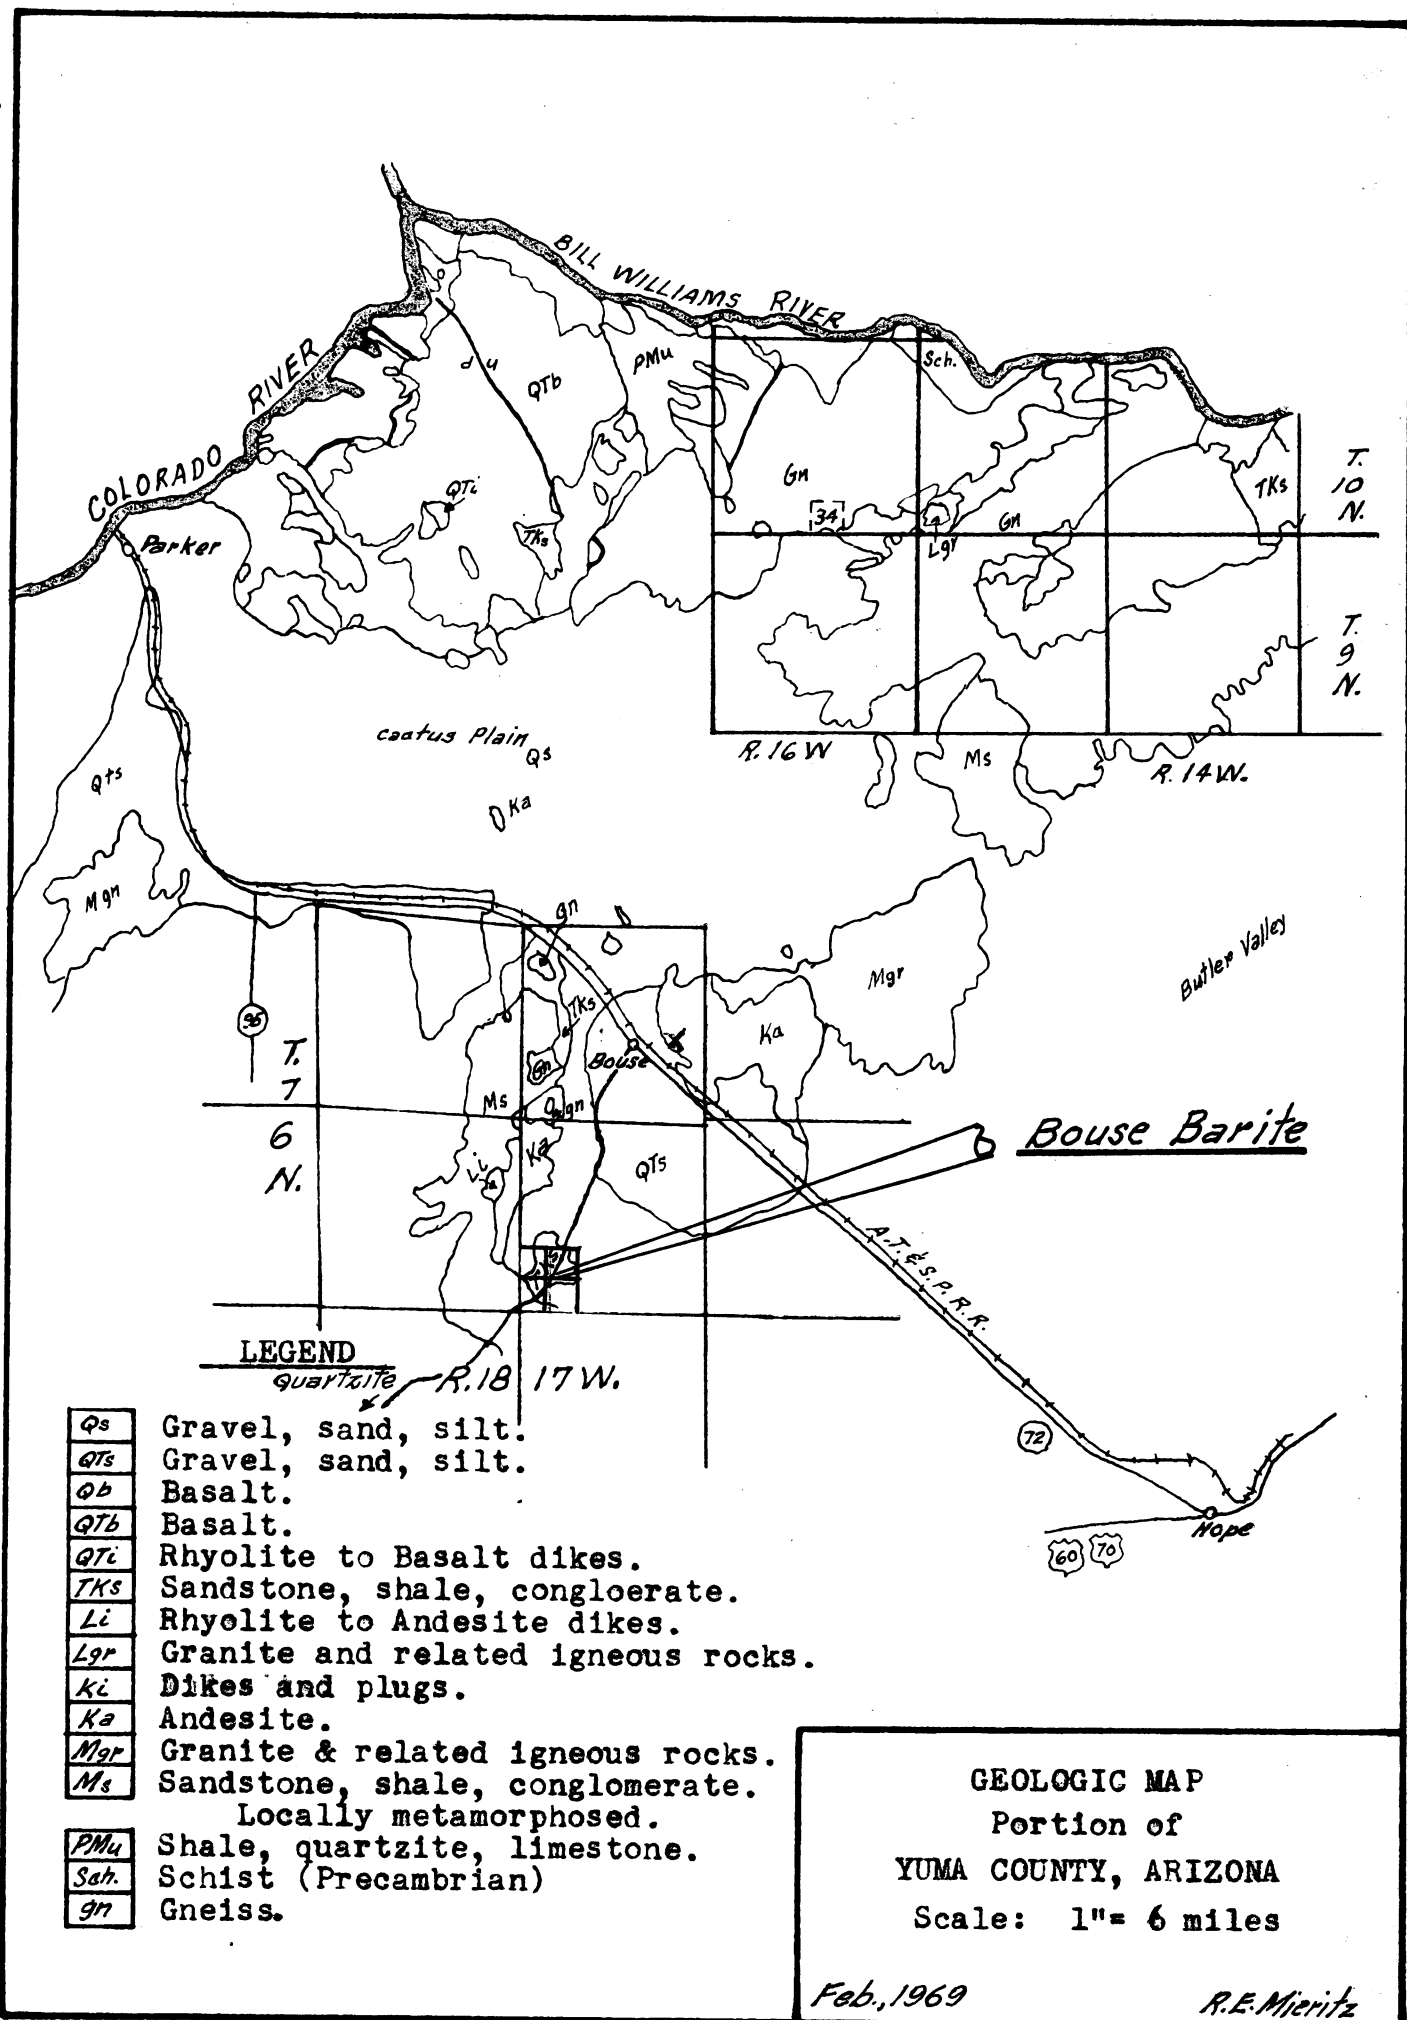 BILL WILLIAMS RIVER
COLORADO RIVER
d u
QTb
PMu
Sch.
Gn
34
QTi
TKs
Lgr
Gn
TKs
T.
10
N.
Parker
T.
9
N.
R. 16 W
R. 14 W.
Ms
caatus Plain
Qs
Qts
Ka
Mgn
gn
Butler Valley
Mgr
95
TKs
Ka
T.
7
Bouse
Gn
Ms
gn
6
N.
Ka
Li
QTs
Bouse Barite
A.T. & S.P. R.R.
LEGEND
Quartzite
R.18 17 W.
72
Hope
60 70
Qs Gravel, sand, silt.
QTs Gravel, sand, silt.
Qb Basalt.
QTb Basalt.
QTi Rhyolite to Basalt dikes.
TKs Sandstone, shale, congloerate.
Li Rhyolite to Andesite dikes.
Lgr Granite and related igneous rocks.
Ki Dikes and plugs.
Ka Andesite.
Mgr Granite & related igneous rocks.
Ms Sandstone, shale, conglomerate.
Locally metamorphosed.
PMu Shale, quartzite, limestone.
Sch. Schist (Precambrian)
gn Gneiss.
GEOLOGIC MAP
Portion of
YUMA COUNTY, ARIZONA
Scale: 1"= 6 miles
Feb., 1969 R.E. Mieritz